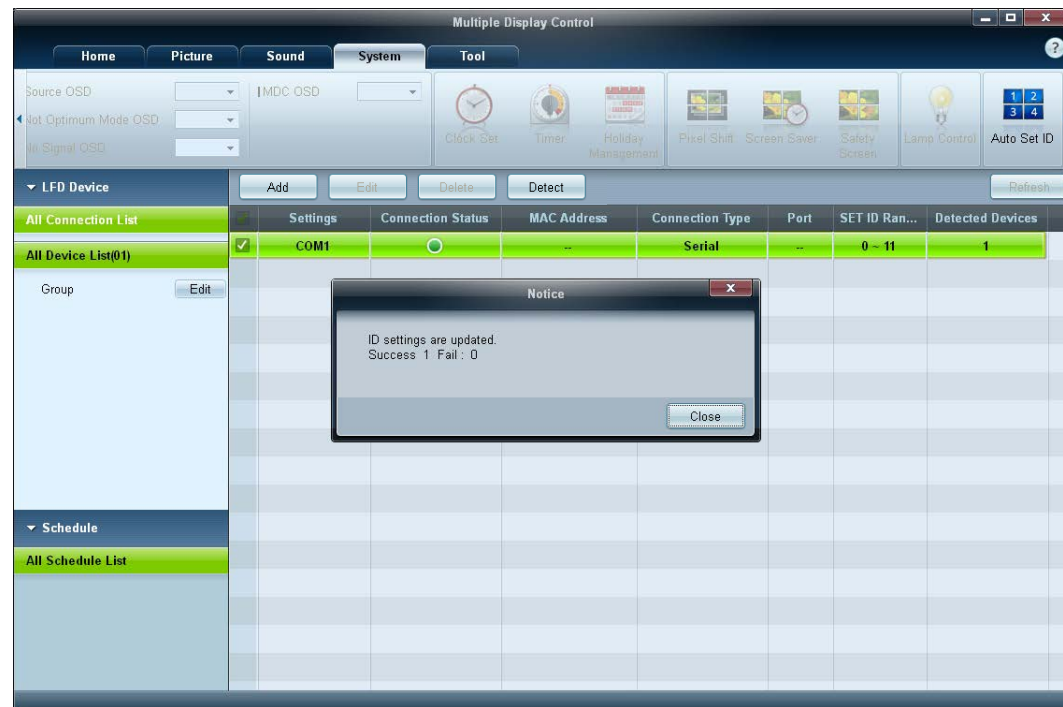 Multiple Display Control
Home Picture Sound System Tool
Source OSD
MDC OSD
Not Optimum Mode OSD
No Signal OSD
Clock Set
Timer
Holiday
Management
Pixel Shift
Screen Saver
Safety
Screen
Lamp Control
1 2
3 4
Auto Set ID
LFD Device
Add Edit Delete Detect Refresh
All Connection List
Settings Connection Status MAC Address Connection Type Port SET ID Ran... Detected Devices
All Device List(01)
COM1 -- Serial -- 0 ~ 11 1
Group Edit
Notice
ID settings are updated.
Success 1 Fail : 0
Close
Schedule
All Schedule List